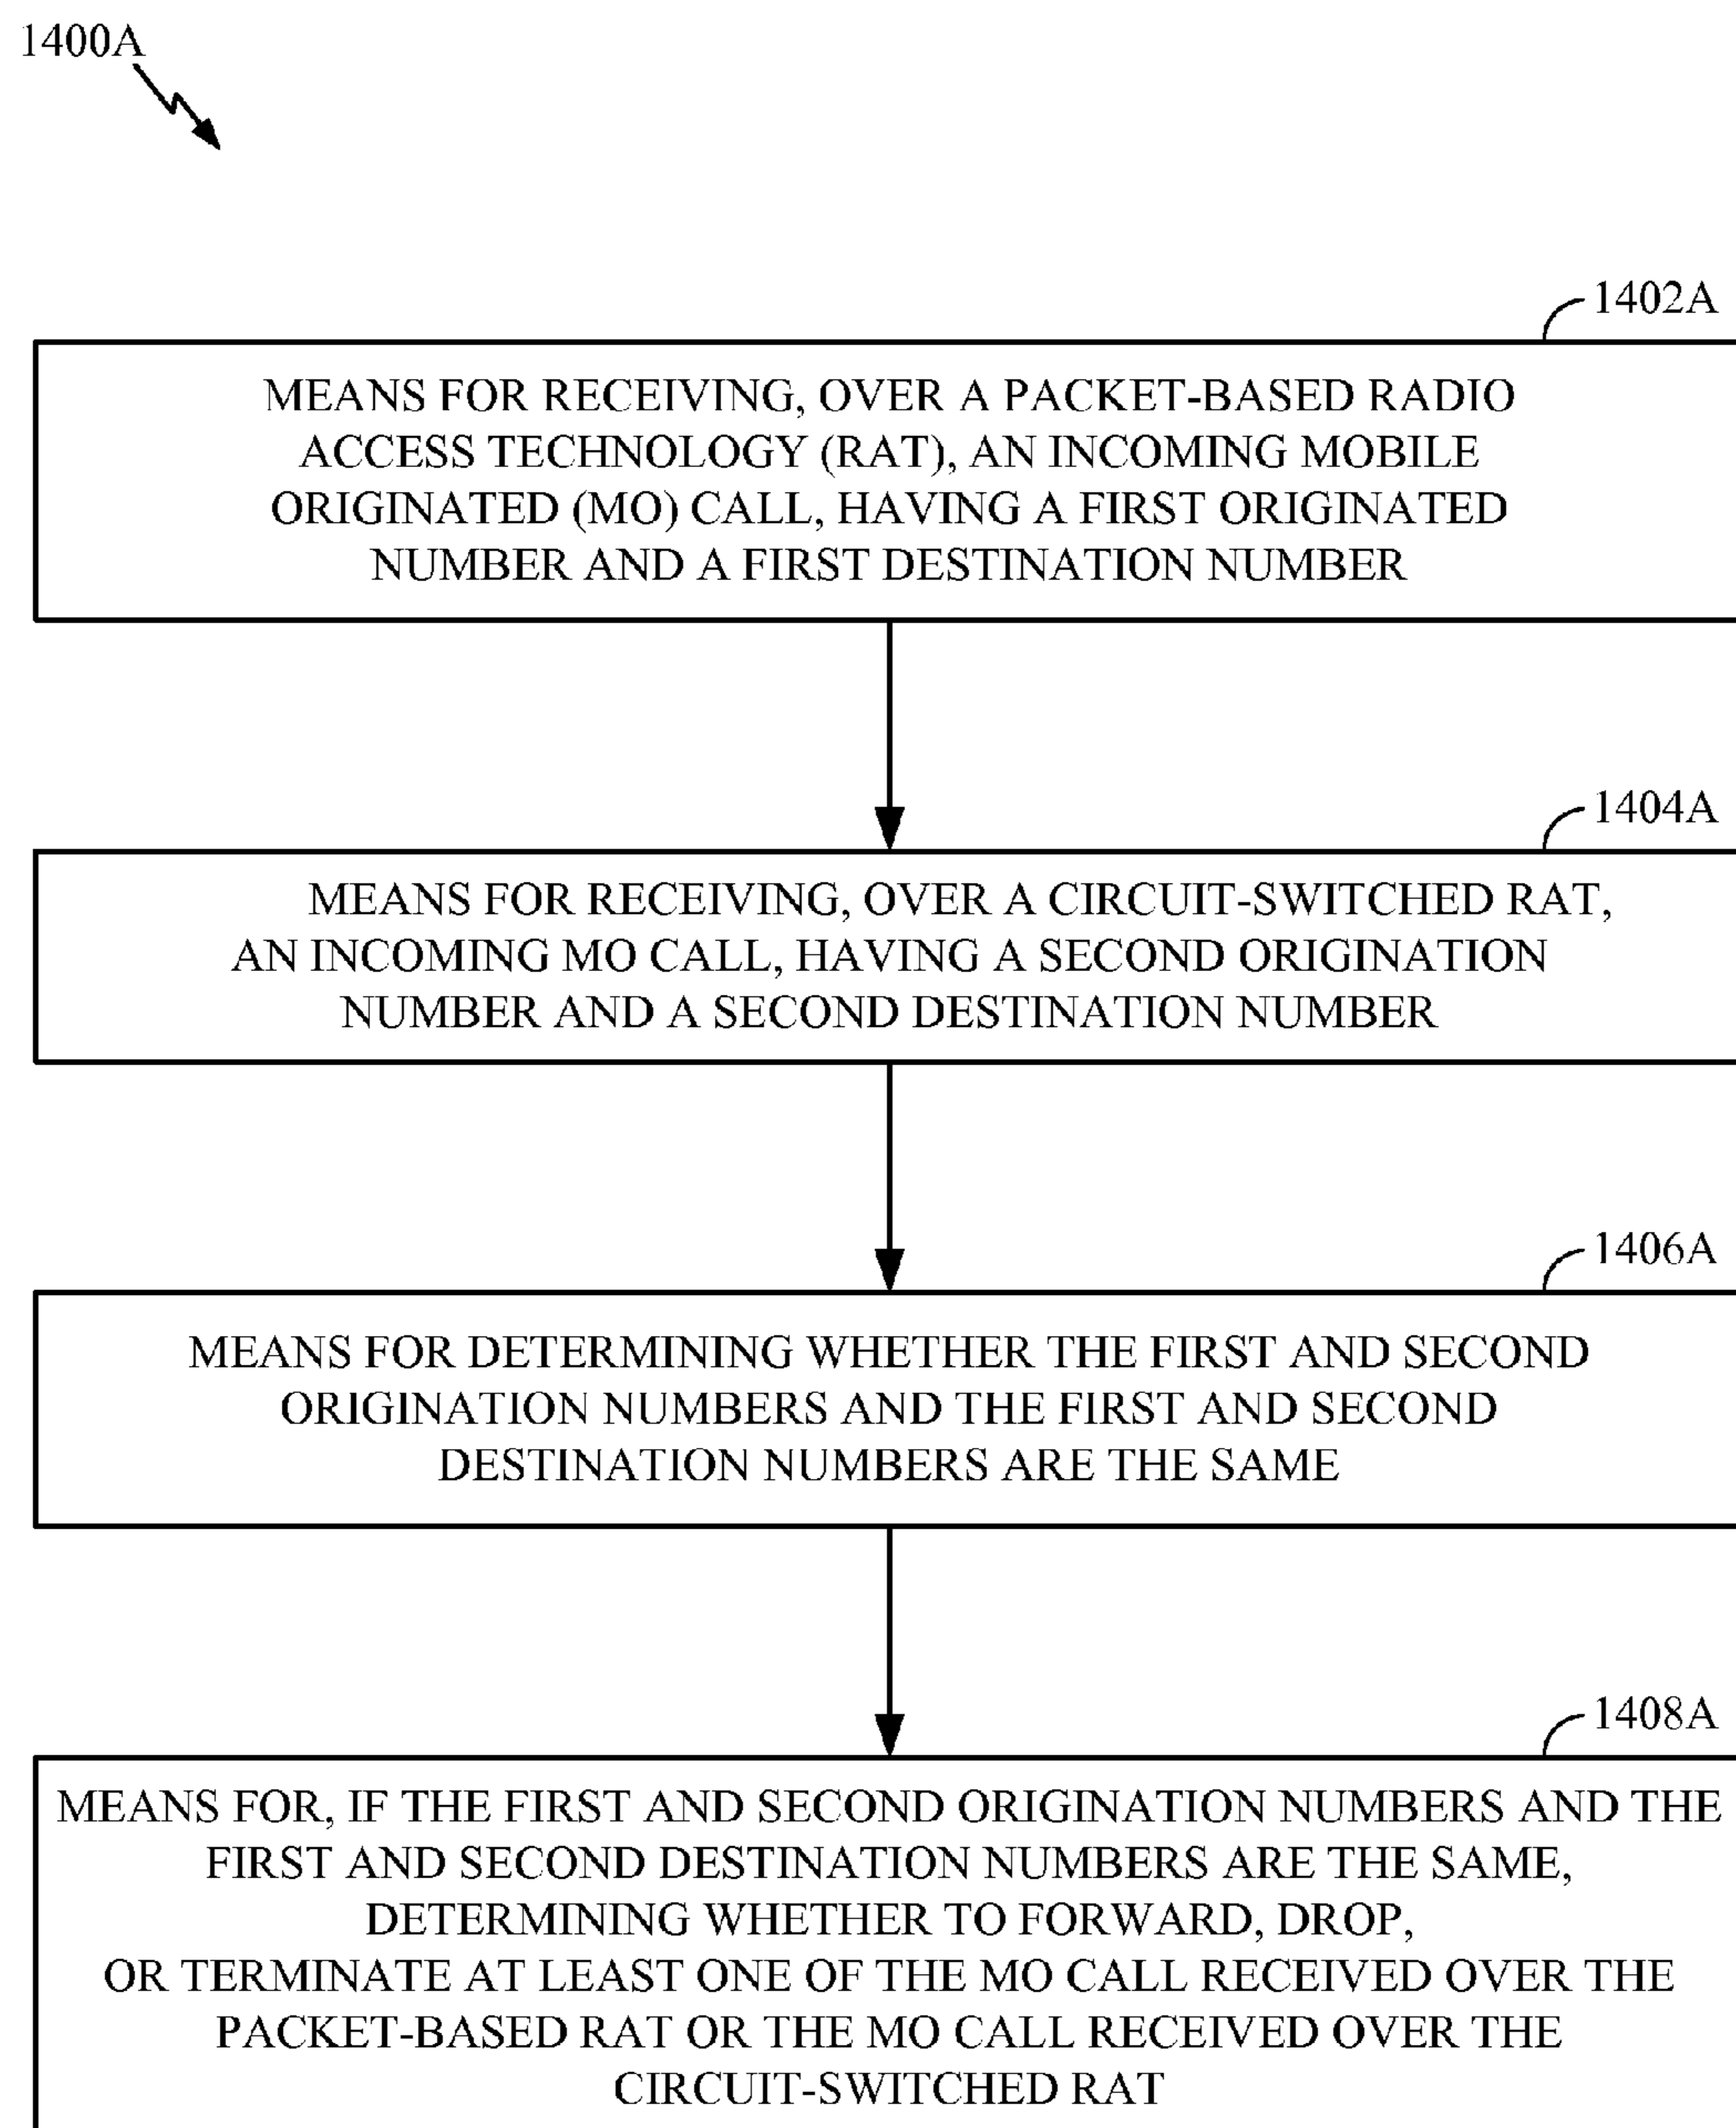 1400A
1402A
MEANS FOR RECEIVING, OVER A PACKET-BASED RADIO
ACCESS TECHNOLOGY (RAT), AN INCOMING MOBILE
ORIGINATED (MO) CALL, HAVING A FIRST ORIGINATED
NUMBER AND A FIRST DESTINATION NUMBER
1404A
MEANS FOR RECEIVING, OVER A CIRCUIT-SWITCHED RAT,
AN INCOMING MO CALL, HAVING A SECOND ORIGINATION
NUMBER AND A SECOND DESTINATION NUMBER
1406A
MEANS FOR DETERMINING WHETHER THE FIRST AND SECOND
ORIGINATION NUMBERS AND THE FIRST AND SECOND
DESTINATION NUMBERS ARE THE SAME
1408A
MEANS FOR, IF THE FIRST AND SECOND ORIGINATION NUMBERS AND THE
FIRST AND SECOND DESTINATION NUMBERS ARE THE SAME,
DETERMINING WHETHER TO FORWARD, DROP,
OR TERMINATE AT LEAST ONE OF THE MO CALL RECEIVED OVER THE
PACKET-BASED RAT OR THE MO CALL RECEIVED OVER THE
CIRCUIT-SWITCHED RAT